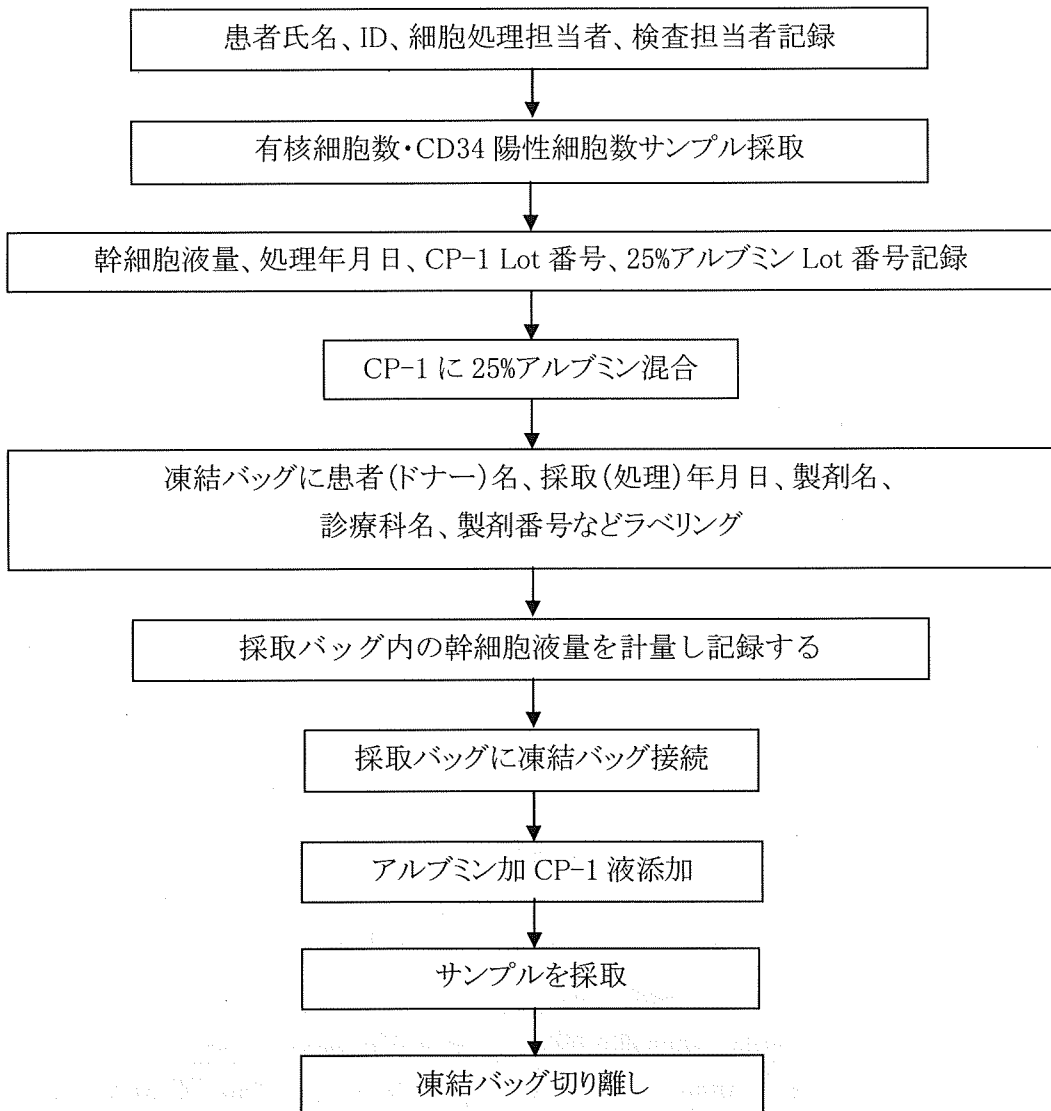 患者氏名、ID、細胞処理担当者、検査担当者記録
有核細胞数・CD34 陽性細胞数サンプル採取
幹細胞液量、処理年月日、CP-1 Lot 番号、25%アルブミン Lot 番号記録
CP-1 に 25%アルブミン混合
凍結バッグに患者(ドナー)名、採取(処理)年月日、製剤名、
診療科名、製剤番号などラベリング
採取バッグ内の幹細胞液量を計量し記録する
採取バッグに凍結バッグ接続
アルブミン加 CP-1 液添加
サンプルを採取
凍結バッグ切り離し